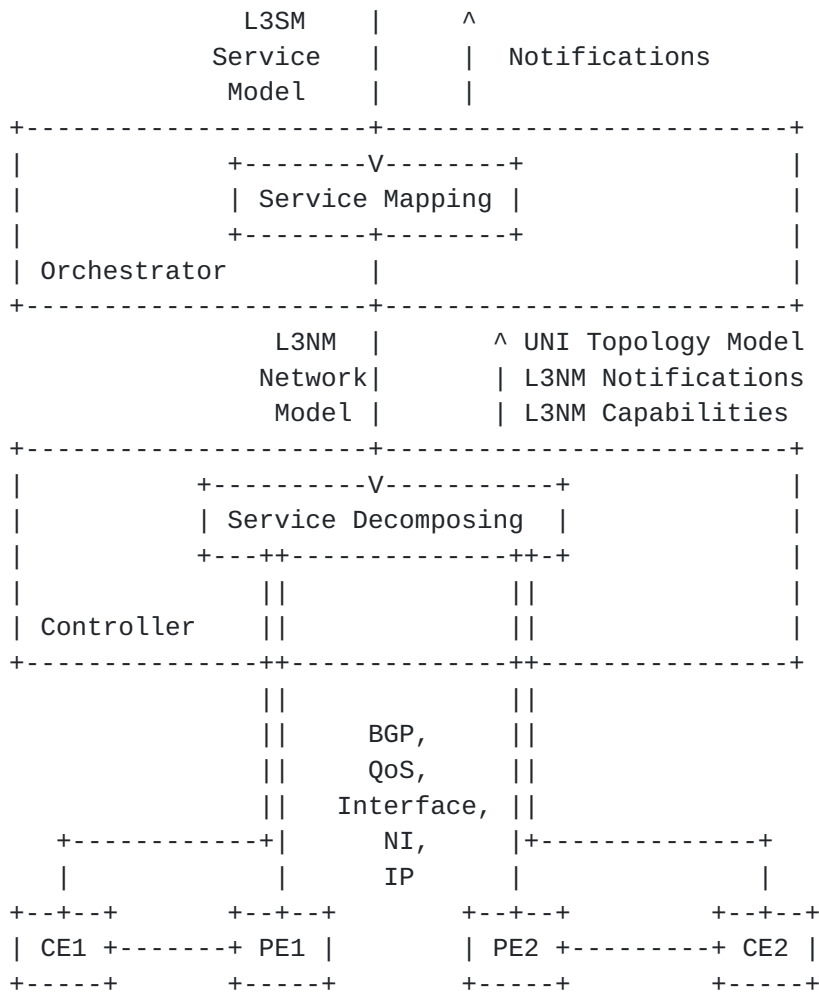 L3SM | ^
Service | | Notifications
Model | |
+----------------------+--------------------------+
| +--------V--------+ |
| | Service Mapping | |
| +--------+--------+ |
| Orchestrator | |
+----------------------+--------------------------+
L3NM | ^ UNI Topology Model
Network| | L3NM Notifications
Model | | L3NM Capabilities
+----------------------+--------------------------+
| +----------V-----------+ |
| | Service Decomposing | |
| +---++--------------++-+ |
| || || |
| Controller || || |
+---------------++--------------++----------------+
|| ||
|| BGP, ||
|| QoS, ||
|| Interface, ||
+------------+| NI, |+--------------+
| | IP | |
+--+--+ +--+--+ +--+--+ +--+--+
| CE1 +-------+ PE1 | | PE2 +---------+ CE2 |
+-----+ +-----+ +-----+ +-----+